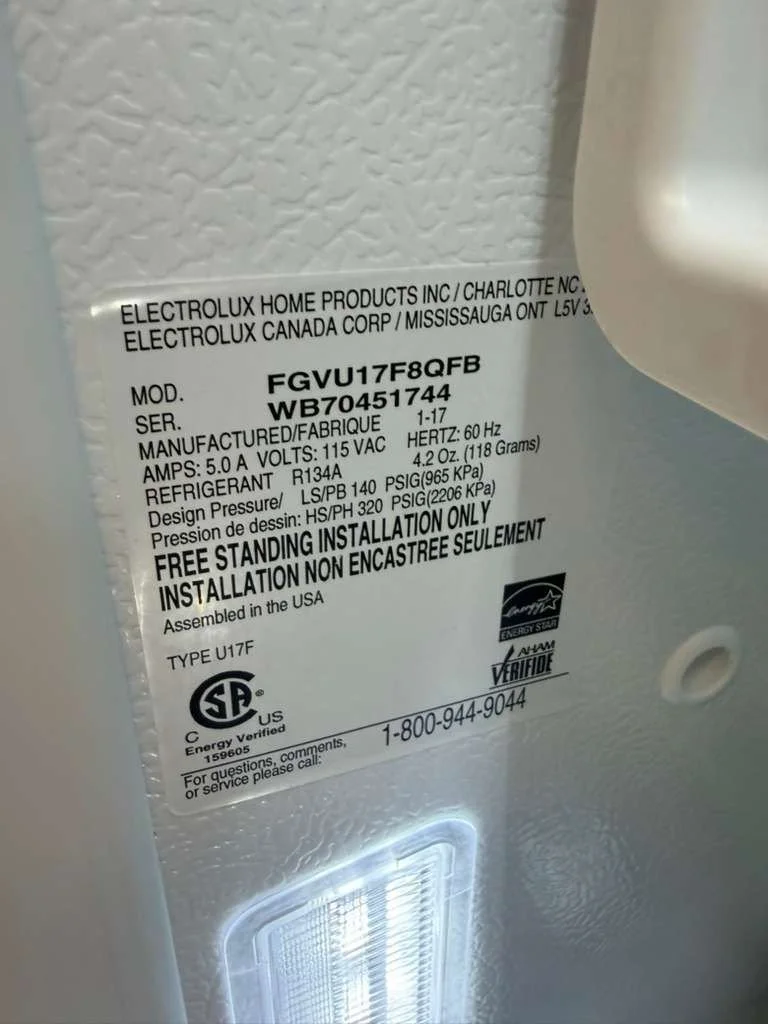 ELECTROLUX HOME PRODUCTS INC / CHARLOTTE NC
ELECTROLUX CANADA CORP / MISSISSAUGA ONT L5V
MOD. FGVU17F8QFB
SER. WB70451744
MANUFACTURED/FABRIQUE 1-17
AMPS: 5.0 A VOLTS: 115 VAC HERTZ: 60 Hz
REFRIGERANT R134A 4.2 Oz. (118 Grams)
Design Pressure/ LS/PB 140 PSIG(965 KPa)
Pression de dessin: HS/PH 320 PSIG(2206 KPa)
FREE STANDING INSTALLATION ONLY
INSTALLATION NON ENCASTREE SEULEMENT
Assembled in the USA
energy
ENERGY STAR
TYPE U17F
AHAM
VERIFIDE
SA®
C US
Energy Verified
159605
For questions, comments,
or service please call: 1-800-944-9044